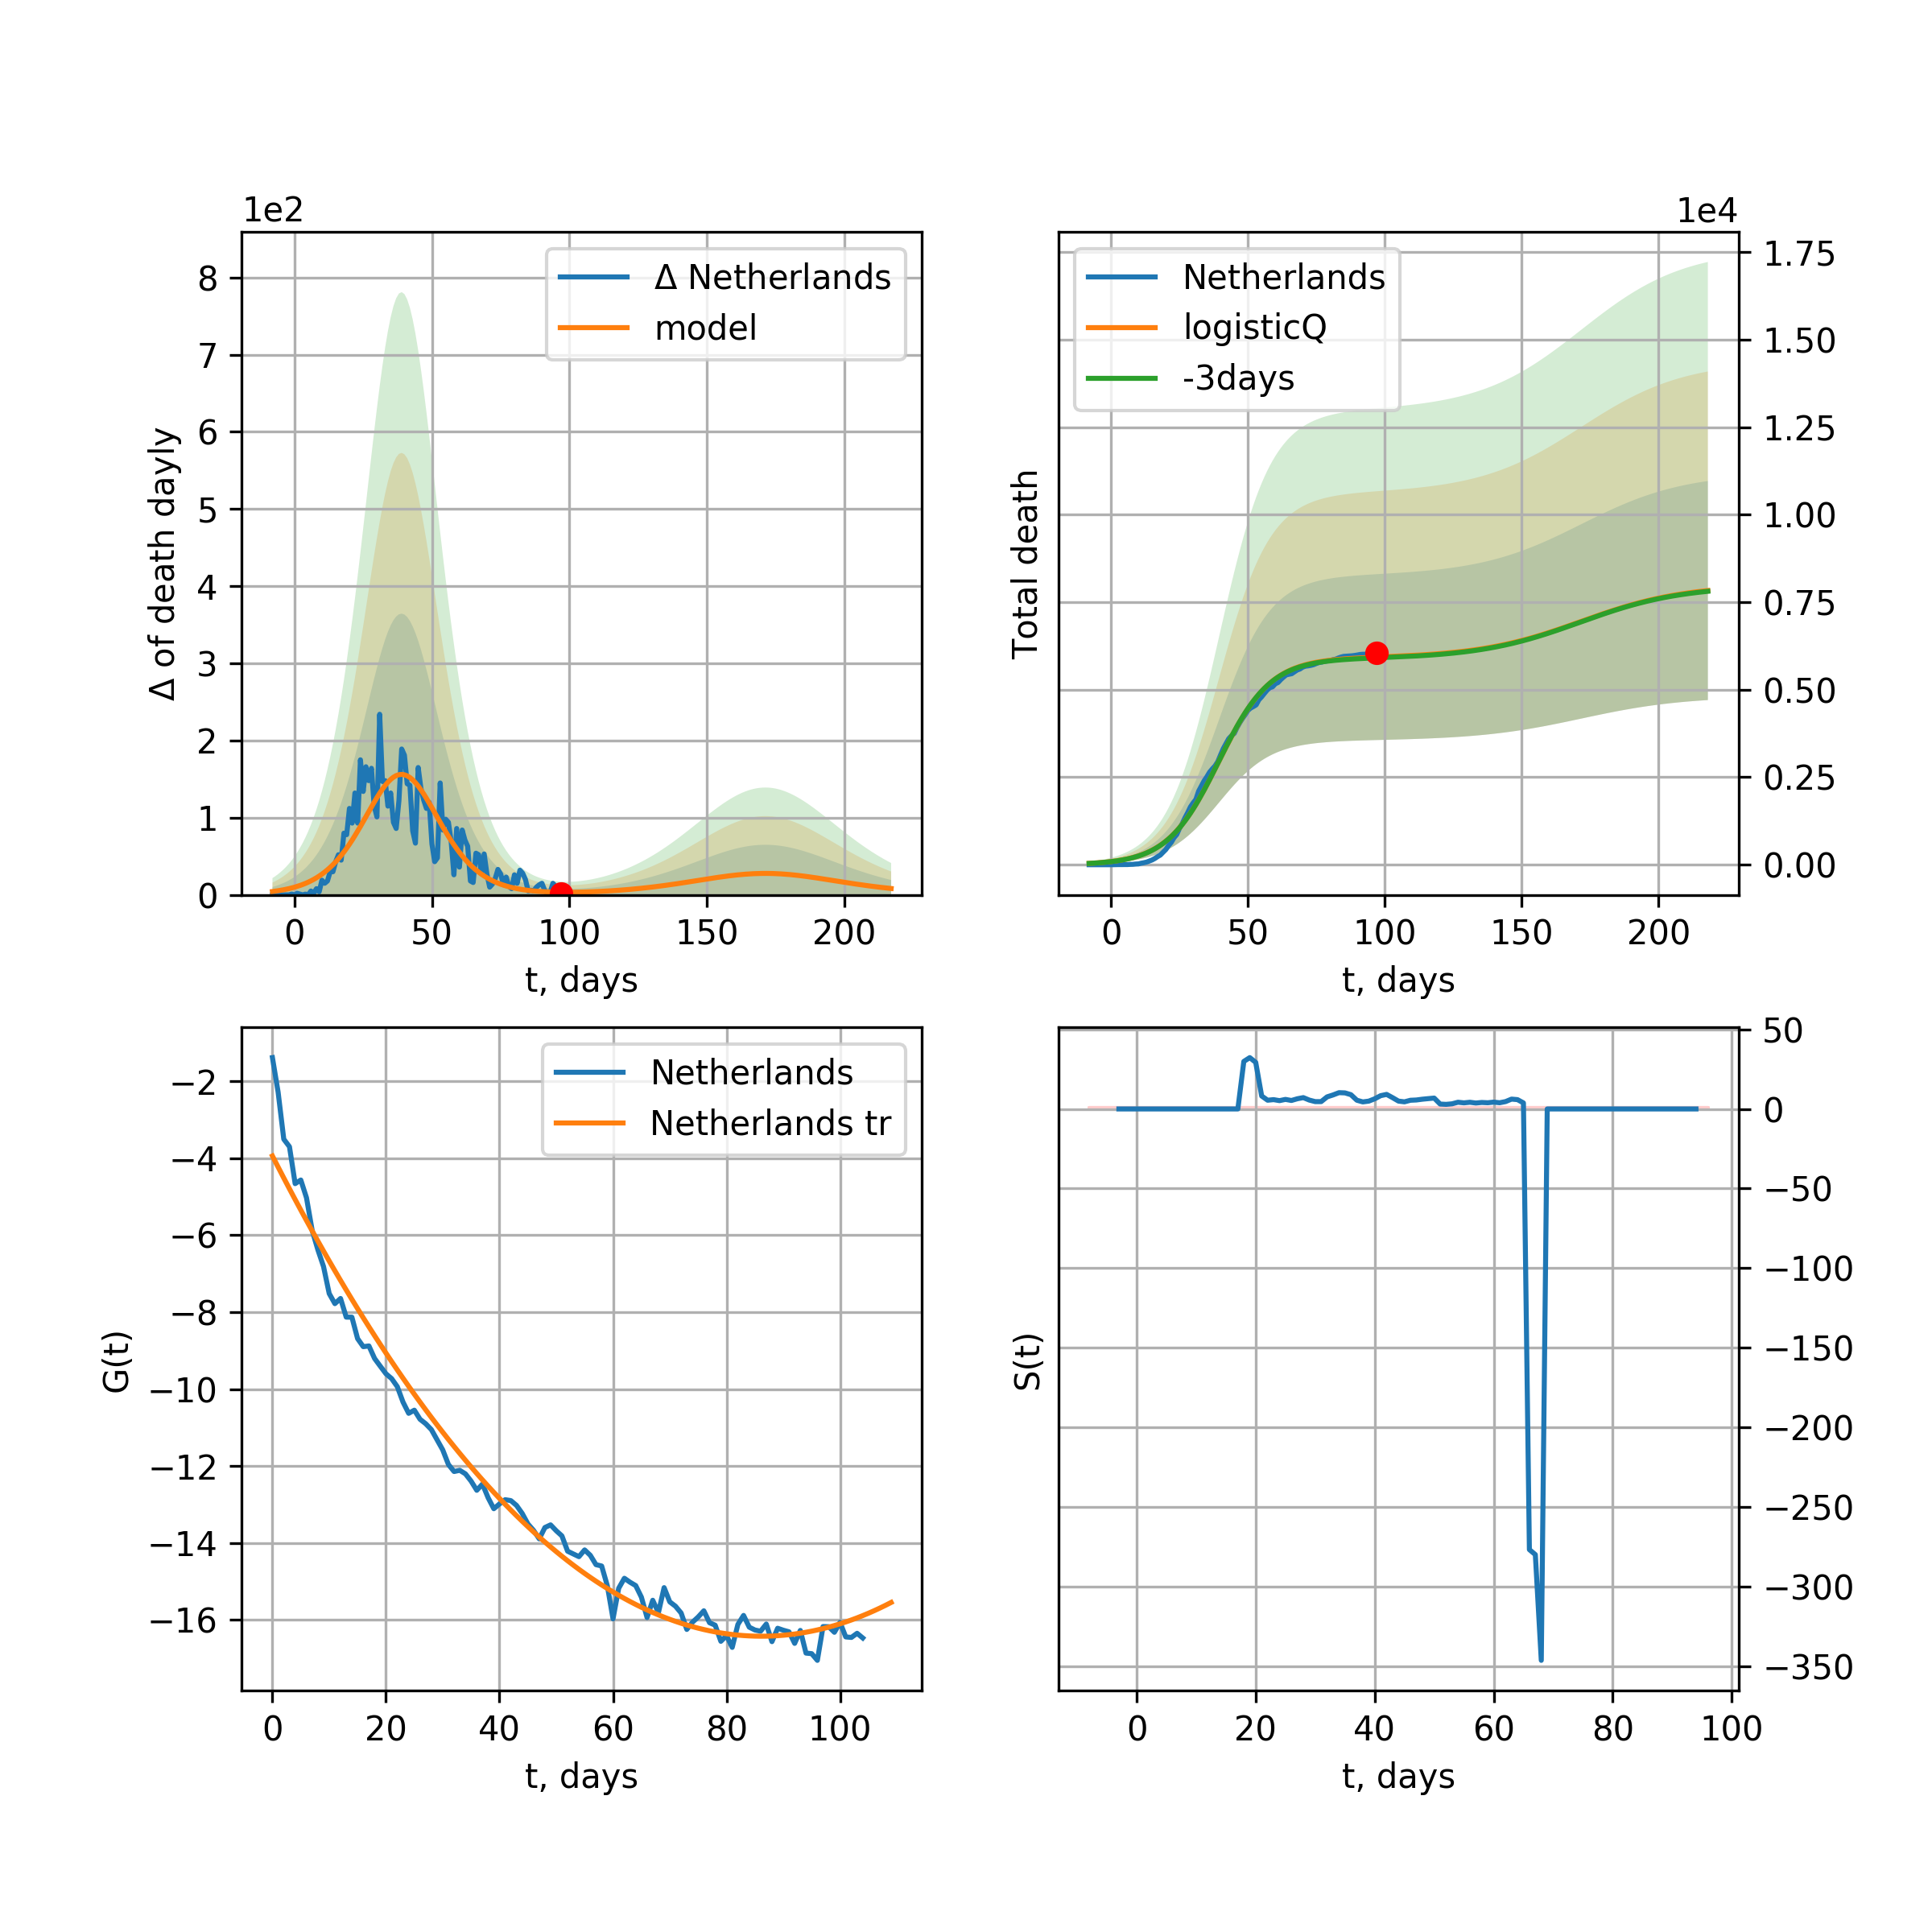 1e2
Δ of death dayly
8
7
6
5
4
3
2
1
0
0 50 100 150 200
t, days
Δ Netherlands
model
1e4
Total death
1.75
1.50
1.25
1.00
0.75
0.50
0.25
0.00
0 50 100 150 200
t, days
Netherlands
logisticQ
-3days
G(t)
−2
−4
−6
−8
−10
−12
−14
−16
0 20 40 60 80 100
t, days
Netherlands
Netherlands tr
S(t)
50
0
−50
−100
−150
−200
−250
−300
−350
0 20 40 60 80 100
t, days